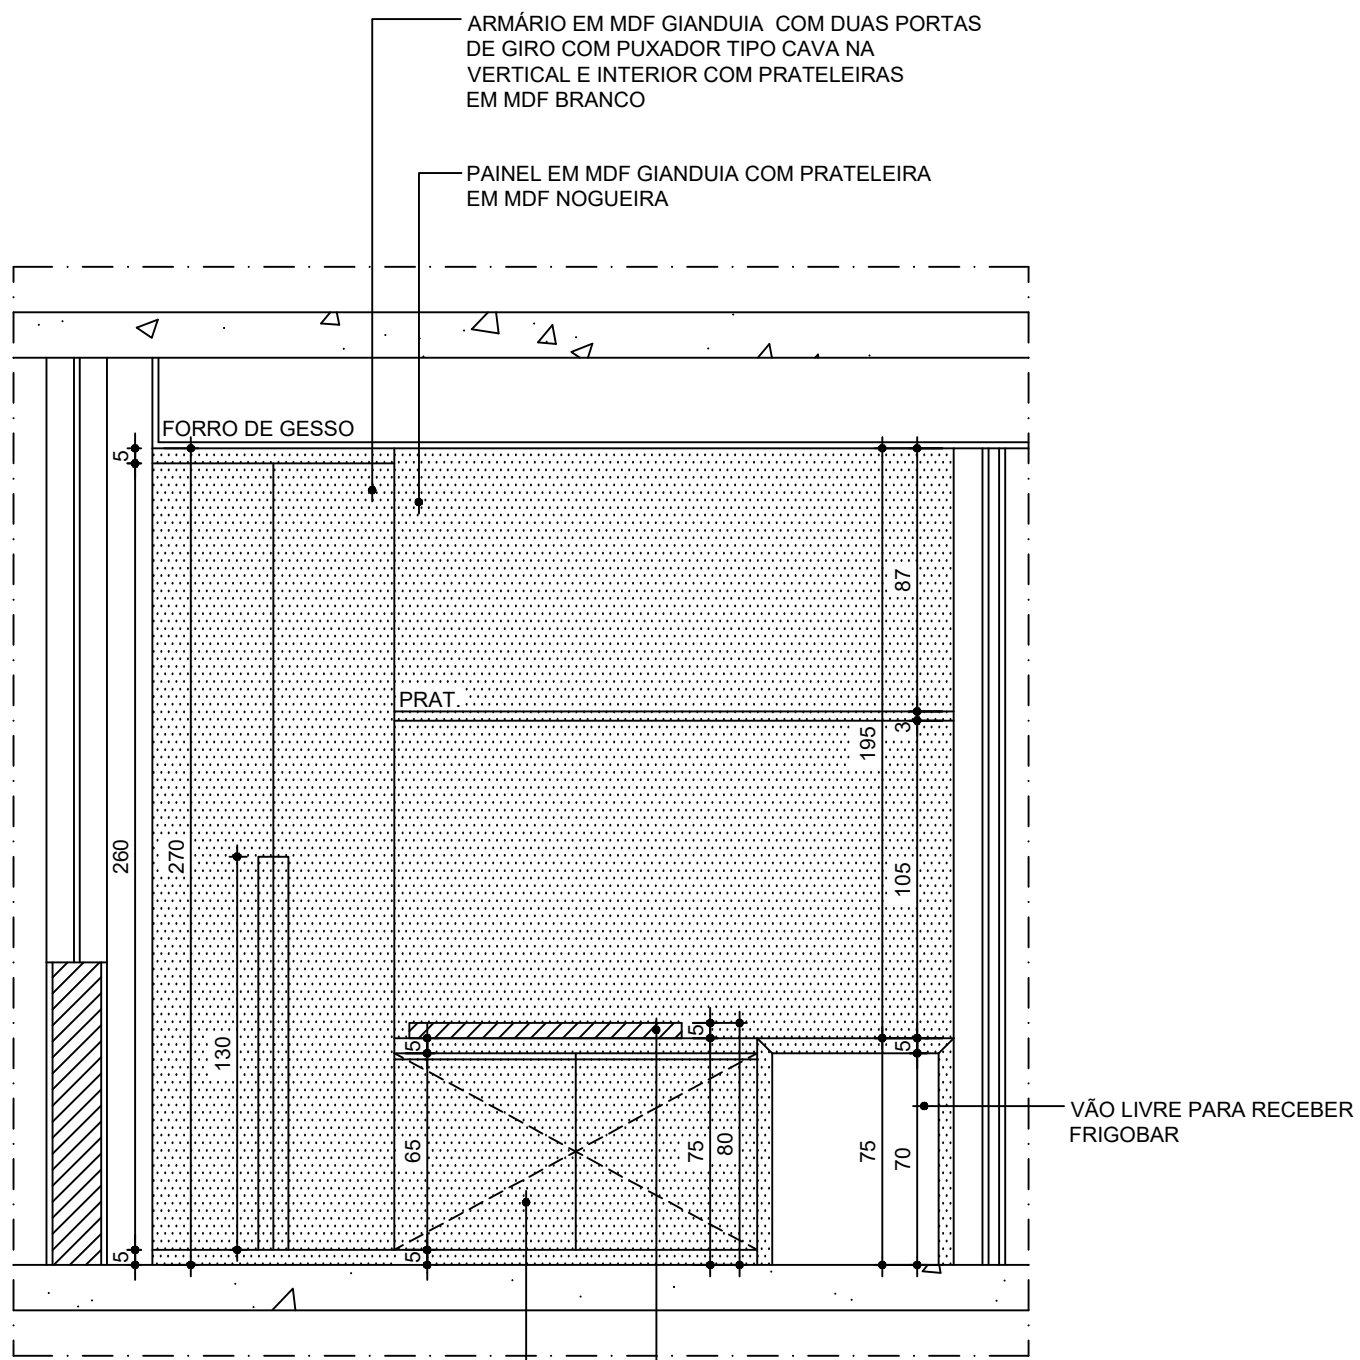 ARMÁRIO EM MDF GIANDUIA COM DUAS PORTAS
DE GIRO COM PUXADOR TIPO CAVA NA
VERTICAL E INTERIOR COM PRATELEIRAS
EM MDF BRANCO
PAINEL EM MDF GIANDUIA COM PRATELEIRA
EM MDF NOGUEIRA
FORRO DE GESSO
5
87
PRAT.
3
195
260
270
105
130
5
5
5
65
75
80
75
70
VÃO LIVRE PARA RECEBER
FRIGOBAR
5
5